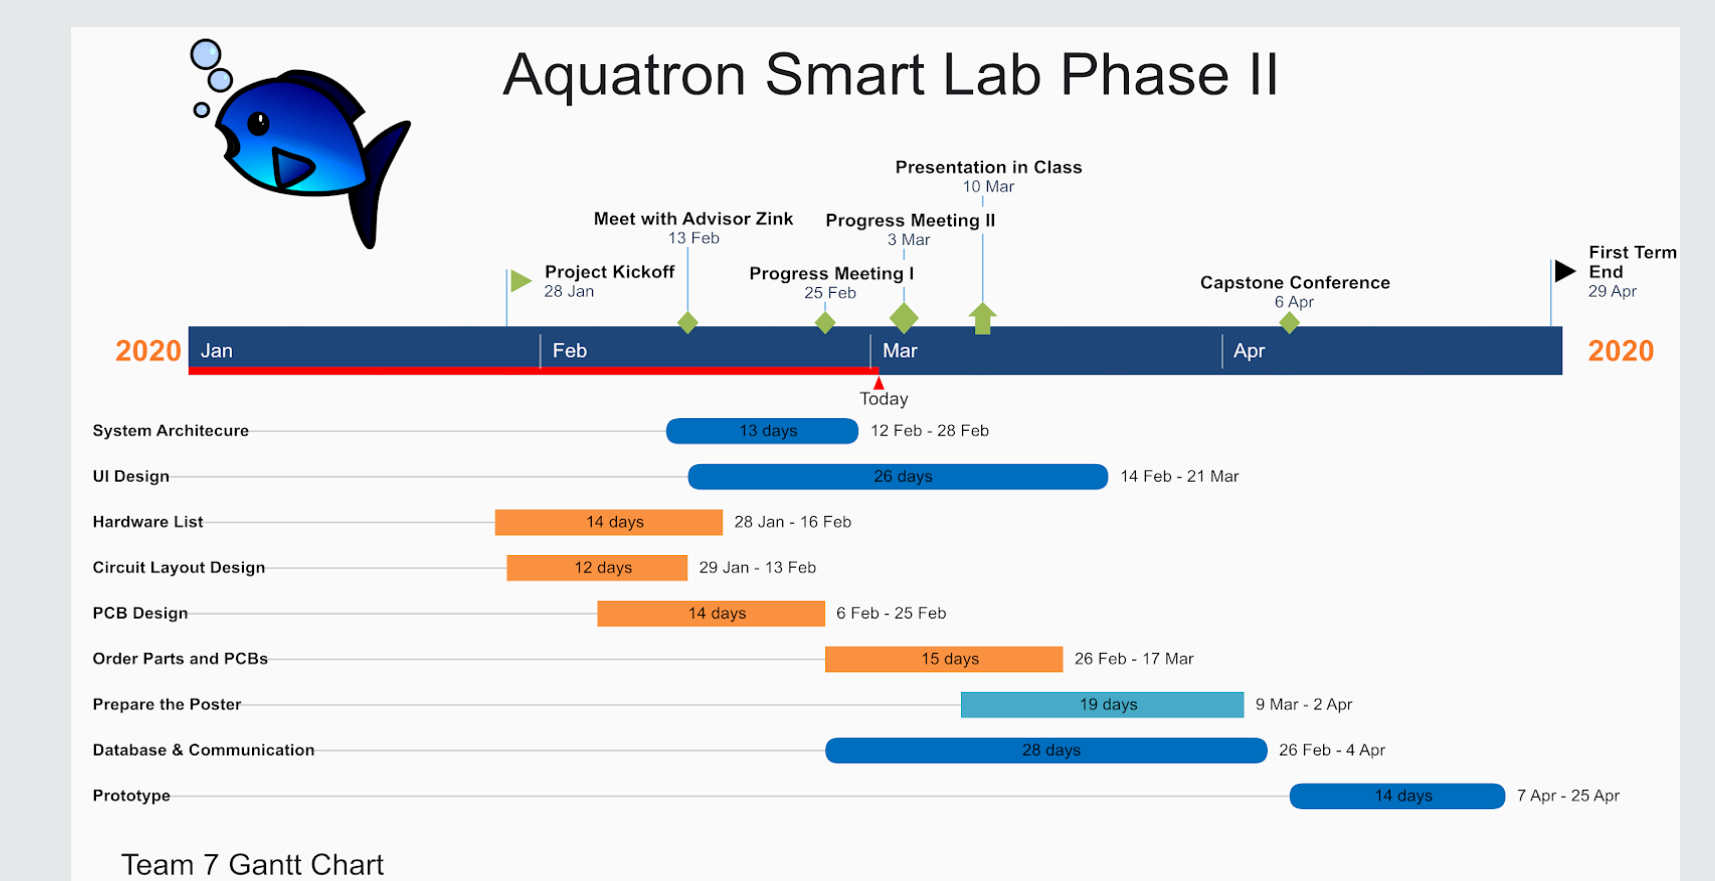 Aquatron Smart Lab Phase II
Presentation in Class
10 Mar
Meet with Advisor Zink
13 Feb
Progress Meeting II
3 Mar
Project Kickoff
28 Jan
Progress Meeting I
25 Feb
Capstone Conference
6 Apr
First Term
End
29 Apr
2020 Jan Feb Mar Apr 2020
Today
System Architecure 13 days 12 Feb - 28 Feb
UI Design 26 days 14 Feb - 21 Mar
Hardware List 14 days 28 Jan - 16 Feb
Circuit Layout Design 12 days 29 Jan - 13 Feb
PCB Design 14 days 6 Feb - 25 Feb
Order Parts and PCBs 15 days 26 Feb - 17 Mar
Prepare the Poster 19 days 9 Mar - 2 Apr
Database & Communication 28 days 26 Feb - 4 Apr
Prototype 14 days 7 Apr - 25 Apr
Team 7 Gantt Chart